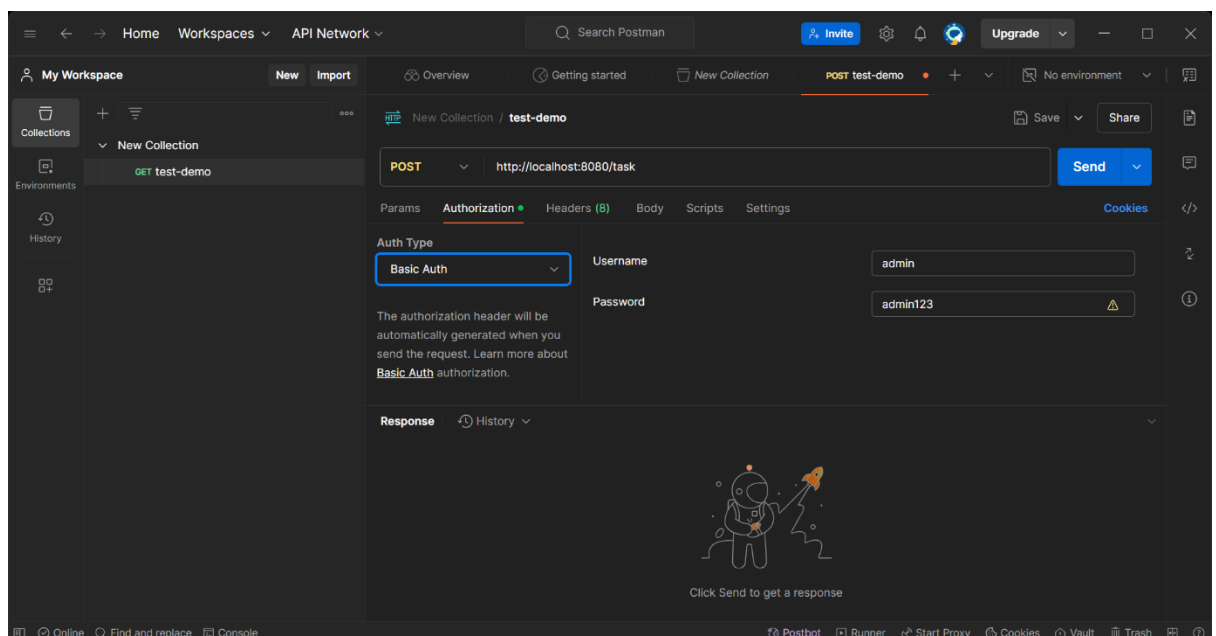 Home Workspaces API Network Search Postman Invite Upgrade
My Workspace New Import Overview Getting started New Collection POST test-demo No environment
Collections
HTTP New Collection / test-demo Save Share
New Collection
GET test-demo
Environments
POST http://localhost:8080/task Send
History
Params Authorization Headers (8) Body Scripts Settings Cookies
Auth Type
Basic Auth
Username admin
Password admin123
The authorization header will be
automatically generated when you
send the request. Learn more about
Basic Auth authorization.
Response History
Click Send to get a response
Online Find and replace Console Postbot Runner Start Proxy Cookies Vault Trash